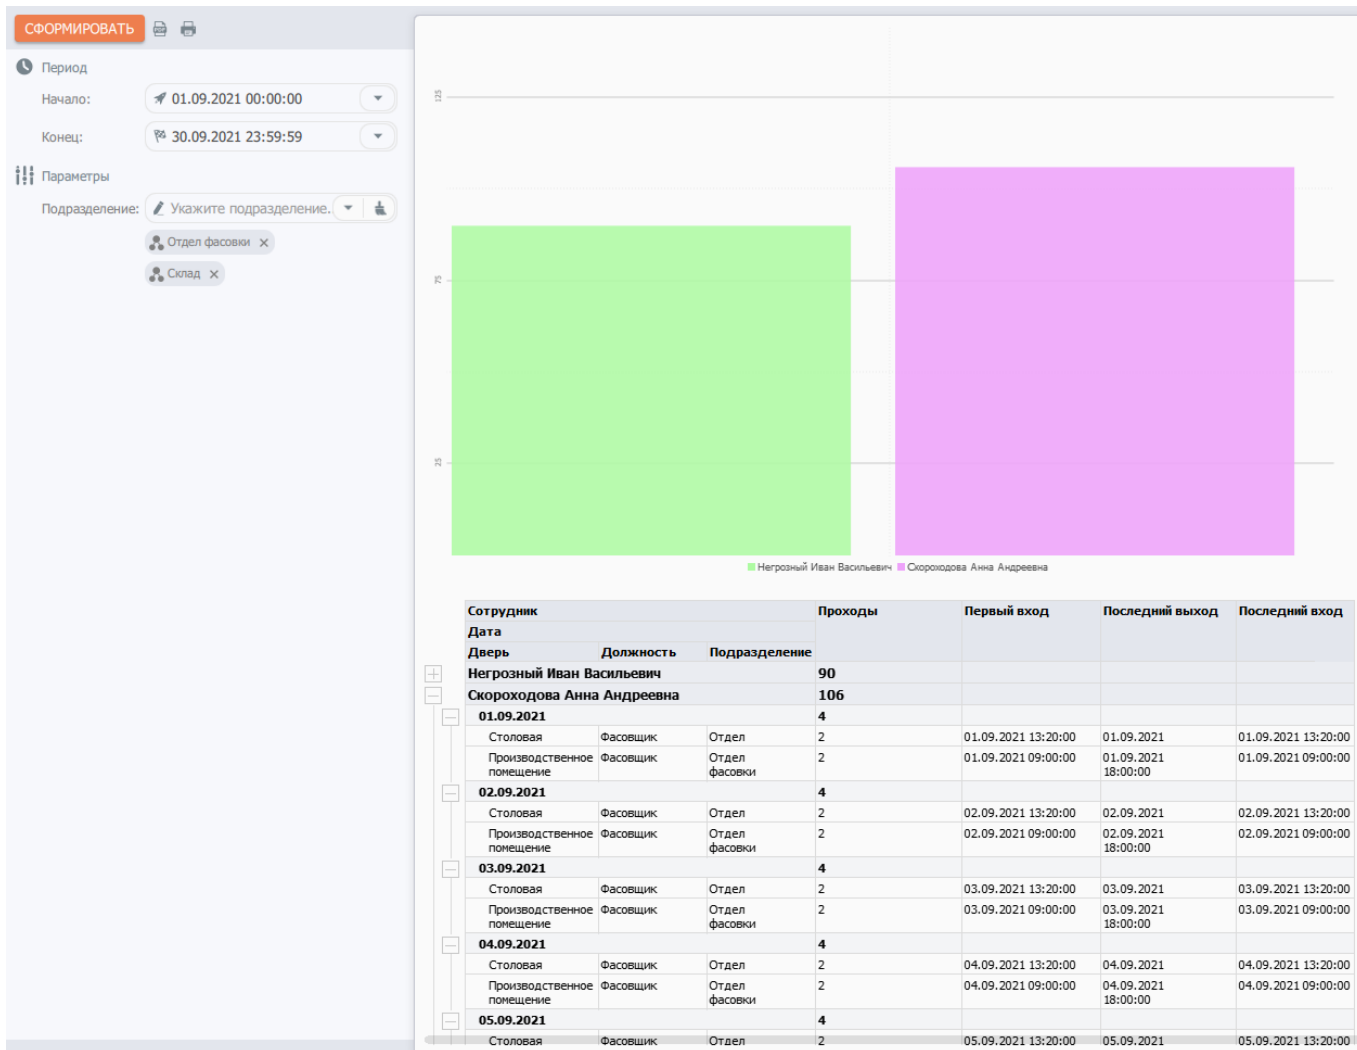 СФОРМИРОВАТЬ
Период
Начало: 01.09.2021 00:00:00
Конец: 30.09.2021 23:59:59
Параметры
Подразделение: Укажите подразделение.
Отдел фасовки
Склад
125
75
25
Негрозный Иван Васильевич Скороходова Анна Андреевна
Сотрудник Проходы Первый вход Последний выход Последний вход
Дата
Дверь Должность Подразделение
Негрозный Иван Васильевич 90
Скороходова Анна Андреевна 106
01.09.2021 4
Столовая Фасовщик Отдел 2 01.09.2021 13:20:00 01.09.2021 01.09.2021 13:20:00
Производственное Фасовщик Отдел 2 01.09.2021 09:00:00 01.09.2021 01.09.2021 09:00:00
помещение фасовки 18:00:00
02.09.2021 4
Столовая Фасовщик Отдел 2 02.09.2021 13:20:00 02.09.2021 02.09.2021 13:20:00
Производственное Фасовщик Отдел 2 02.09.2021 09:00:00 02.09.2021 02.09.2021 09:00:00
помещение фасовки 18:00:00
03.09.2021 4
Столовая Фасовщик Отдел 2 03.09.2021 13:20:00 03.09.2021 03.09.2021 13:20:00
Производственное Фасовщик Отдел 2 03.09.2021 09:00:00 03.09.2021 03.09.2021 09:00:00
помещение фасовки 18:00:00
04.09.2021 4
Столовая Фасовщик Отдел 2 04.09.2021 13:20:00 04.09.2021 04.09.2021 13:20:00
Производственное Фасовщик Отдел 2 04.09.2021 09:00:00 04.09.2021 04.09.2021 09:00:00
помещение фасовки 18:00:00
05.09.2021 4
Столовая Фасовщик Отдел 2 05.09.2021 13:20:00 05.09.2021 05.09.2021 13:20:00